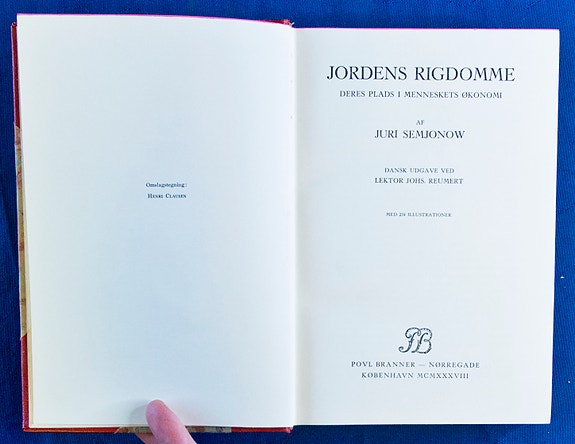 Omslagstegning:
HENRI CLAUSEN
JORDENS RIGDOMME
DERES PLADS I MENNESKETS ØKONOMI
AF
JURI SEMJONOW
DANSK UDGAVE VED
LEKTOR JOHS. REUMERT
MED 216 ILLUSTRATIONER
PB
POVL BRANNER — NØRREGADE
KØBENHAVN MCMXXXVIII